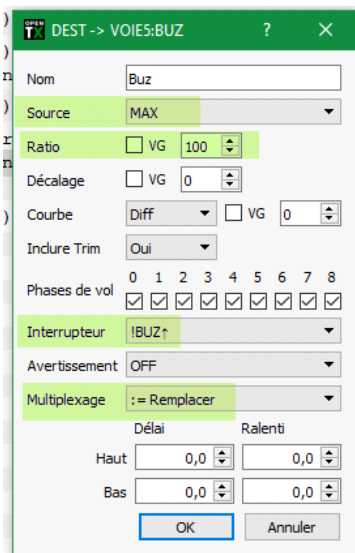 OPEN TX DEST -> VOIE5:BUZ ? ×
Nom Buz
Source MAX
Ratio VG 100
Décalage VG 0
Courbe Diff VG 0
Inclure Trim Oui
0 1 2 3 4 5 6 7 8
Phases de vol
Interrupteur !BUZ↑
Avertissement OFF
Multiplexage := Remplacer
Délai Ralenti
Haut 0,0 0,0
Bas 0,0 0,0
OK Annuler